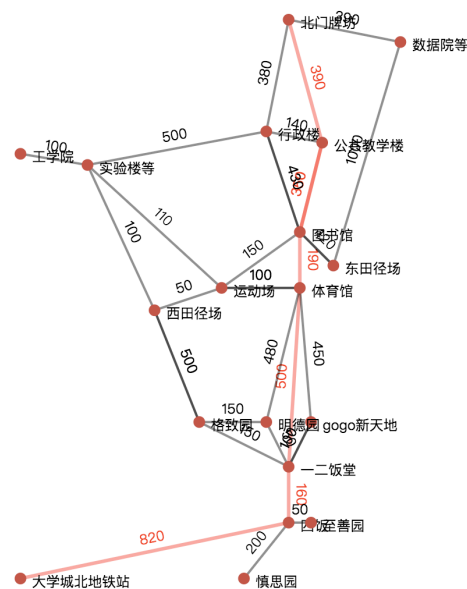 北门牌坊
390
数据院等
380
390
140
行政楼
公共教学楼
500
100
工学院
实验楼等
430
100
110
150
图书馆
190
东田径场
100
运动场
体育馆
50
西田径场
500
480
500
450
150
格致园
明德园
gogo新天地
150
一二饭堂
160
50
四饭
至善园
200
820
大学城北地铁站
慎思园